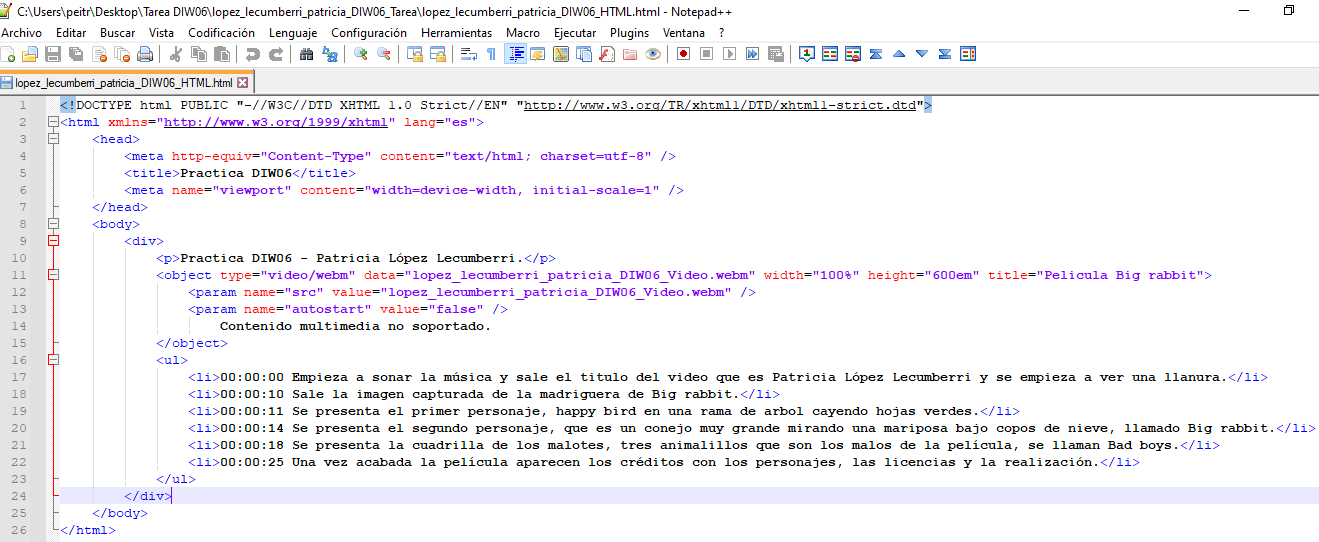 C:\Users\peitr\Desktop\Tarea DIW06\lopez_lecumberri_patricia_DIW06_Tarea\lopez_lecumberri_patricia_DIW06_HTML.html - Notepad++
Archivo Editar Buscar Vista Codificación Lenguaje Configuración Herramientas Macro Ejecutar Plugins Ventana ?
lopez_lecumberri_patricia_DIW06_HTML.html
1 <!DOCTYPE html PUBLIC "-//W3C//DTD XHTML 1.0 Strict//EN" "http://www.w3.org/TR/xhtml1/DTD/xhtml1-strict.dtd">
2 <html xmlns="http://www.w3.org/1999/xhtml" lang="es">
3 <head>
4 <meta http-equiv="Content-Type" content="text/html; charset=utf-8" />
5 <title>Practica DIW06</title>
6 <meta name="viewport" content="width=device-width, initial-scale=1" />
7 </head>
8 <body>
9 <div>
10 <p>Practica DIW06 - Patricia López Lecumberri.</p>
11 <object type="video/webm" data="lopez_lecumberri_patricia_DIW06_Video.webm" width="100%" height="600em" title="Pelicula Big rabbit">
12 <param name="src" value="lopez_lecumberri_patricia_DIW06_Video.webm" />
13 <param name="autostart" value="false" />
14 Contenido multimedia no soportado.
15 </object>
16 <ul>
17 <li>00:00:00 Empieza a sonar la música y sale el titulo del video que es Patricia López Lecumberri y se empieza a ver una llanura.</li>
18 <li>00:00:10 Sale la imagen capturada de la madriguera de Big rabbit.</li>
19 <li>00:00:11 Se presenta el primer personaje, happy bird en una rama de arbol cayendo hojas verdes.</li>
20 <li>00:00:14 Se presenta el segundo personaje, que es un conejo muy grande mirando una mariposa bajo copos de nieve, llamado Big rabbit.</li>
21 <li>00:00:18 Se presenta la cuadrilla de los malotes, tres animalillos que son los malos de la película, se llaman Bad boys.</li>
22 <li>00:00:25 Una vez acabada la película aparecen los créditos con los personajes, las licencias y la realización.</li>
23 </ul>
24 </div>
25 </body>
26 </html>